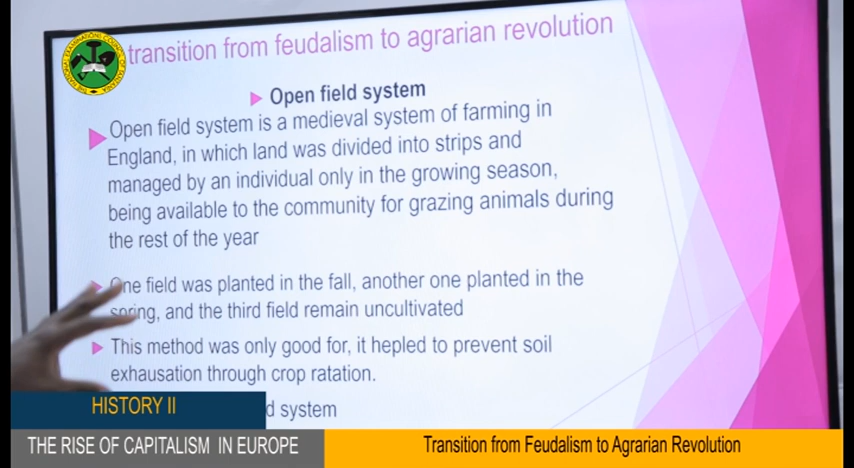 transition from feudalism to agrarian revolution
Open field system
Open field system is a medieval system of farming in
England, in which land was divided into strips and
managed by an individual only in the growing season,
being available to the community for grazing animals during
the rest of the year
One field was planted in the fall, another one planted in the
spring, and the third field remain uncultivated
This method was only good for, it hepled to prevent soil
exhausation through crop ratation.
d system
HISTORY II
THE RISE OF CAPITALISM IN EUROPE
Transition from Feudalism to Agrarian Revolution